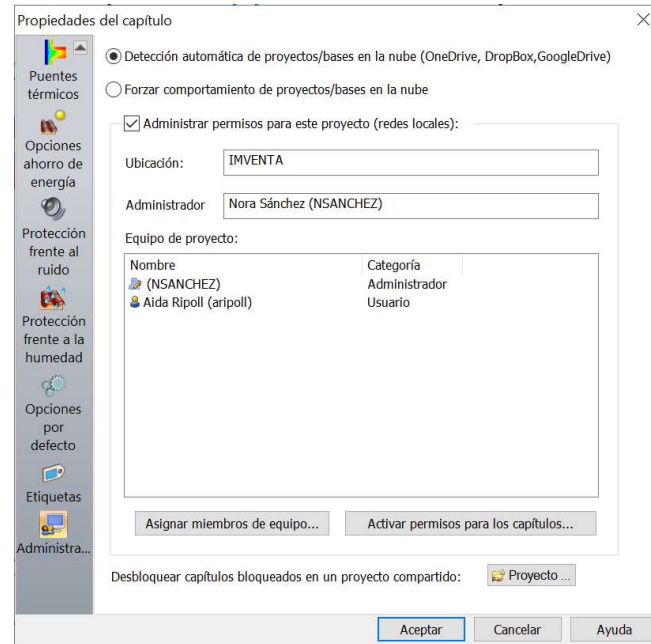 Propiedades del capítulo
Puentes
térmicos
Opciones
ahorro de
energía
Protección
frente al
ruido
Protección
frente a la
humedad
Opciones
por
defecto
Etiquetas
Administra...
Detección automática de proyectos/bases en la nube (OneDrive, DropBox,GoogleDrive)
Forzar comportamiento de proyectos/bases en la nube
Administrar permisos para este proyecto (redes locales):
Ubicación: IMVENTA
Administrador Nora Sánchez (NSANCHEZ)
Equipo de proyecto:
Nombre Categoría
(NSANCHEZ) Administrador
Aida Ripoll (aripoll) Usuario
Asignar miembros de equipo... Activar permisos para los capítulos...
Desbloquear capítulos bloqueados en un proyecto compartido: Proyecto ...
Aceptar Cancelar Ayuda